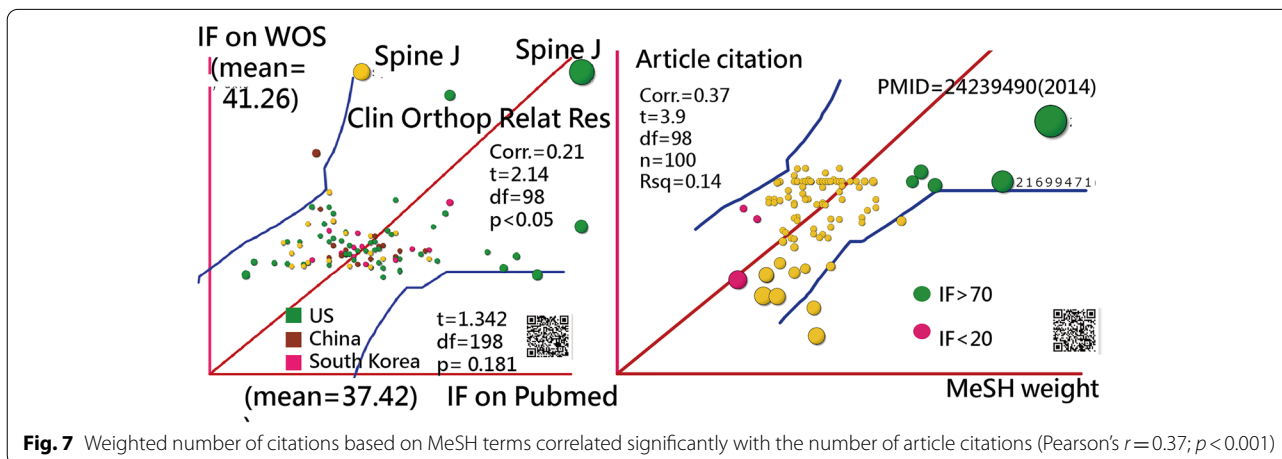 IF on WOS
(mean=
41.26)
Spine J
Spine J
Clin Orthop Relat Res
Corr.=0.21
t=2.14
df=98
p<0.05
US
China
South Korea
t=1.342
df=198
p= 0.181
(mean=37.42)
IF on Pubmed
)
Article citation
Corr.=0.37
t=3.9
df=98
n=100
Rsq=0.14
PMID=24239490(2014)
21699471(
IF>70
IF<20
MeSH weight
Fig. 7 Weighted number of citations based on MeSH terms correlated significantly with the number of article citations (Pearson's r = 0.37; p < 0.001)